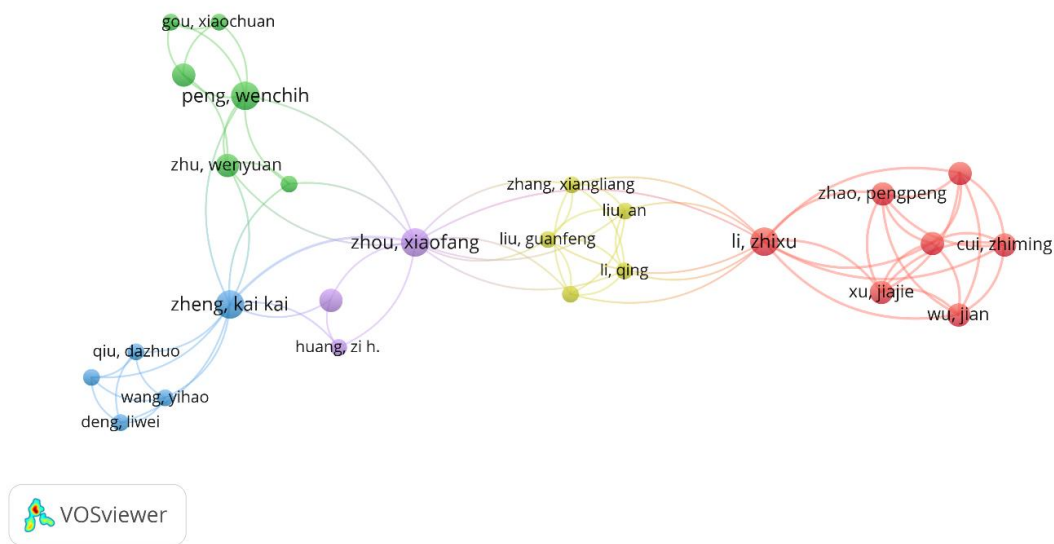 gou, xiaochuan
peng, wenchih
zhu, wenyuan
zhang, xiangliang
zhao, pengpeng
liu, an
zhou, xiaofang
liu, guanfeng
li, zhixu
cui, zhiming
li, qing
zheng, kai kai
xu, jiajie
wu, jian
huang, zi h.
qiu, dazhuo
wang, yihao
deng, liwei
VOSviewer